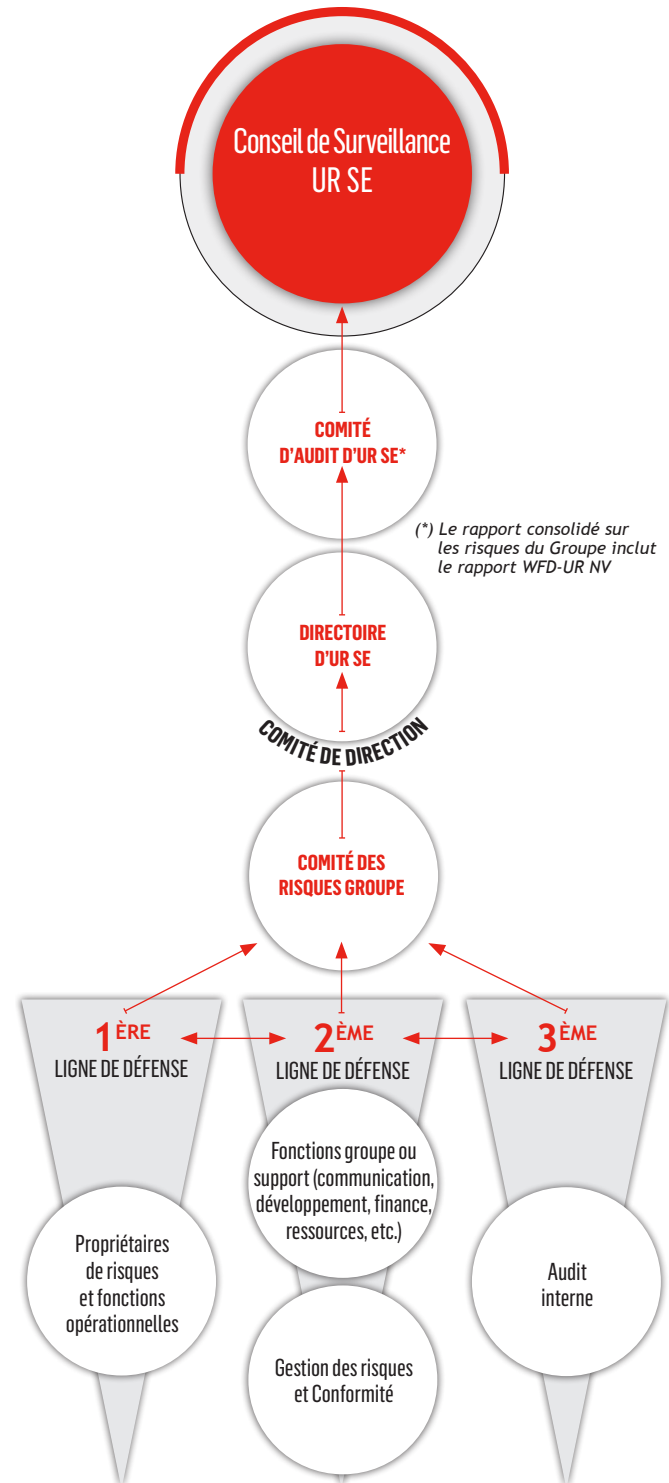 Conseil de Surveillance
UR SE
COMITÉ
D'AUDIT D'UR SE*
(*) Le rapport consolidé sur
les risques du Groupe inclut
le rapport WFD-UR NV
DIRECTOIRE
D'UR SE
COMITÉ DE DIRECTION
COMITÉ DES
RISQUES GROUPE
1ÈRE
LIGNE DE DÉFENSE
2ÈME
LIGNE DE DÉFENSE
3ÈME
LIGNE DE DÉFENSE
Fonctions groupe ou
support (communication,
développement, finance,
ressources, etc.)
Propriétaires
de risques
et fonctions
opérationnelles
Audit
interne
Gestion des risques
et Conformité